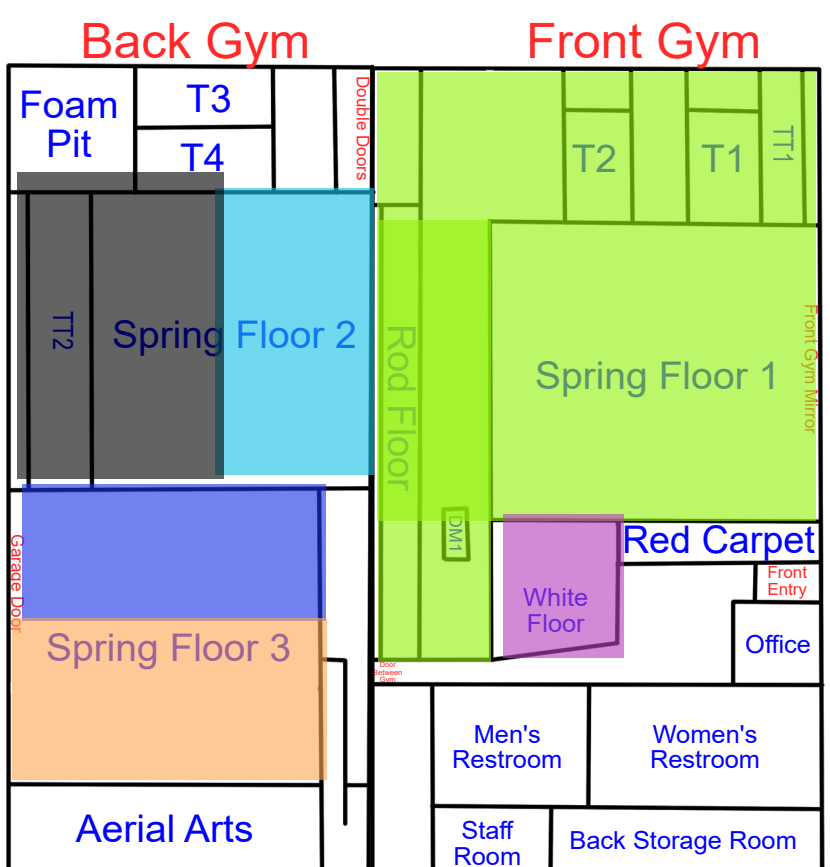 Back Gym
Front Gym
Foam
Pit
T3
T4
Double Doors
T2
T1
TT1
TT2
Spring Floor 2
Rod Floor
Spring Floor 1
Front Gym Mirror
DM1
Red Carpet
Garage Door
White
Floor
Front
Entry
Spring Floor 3
Office
Door
Between
Gym
Men's
Restroom
Women's
Restroom
Aerial Arts
Staff
Room
Back Storage Room